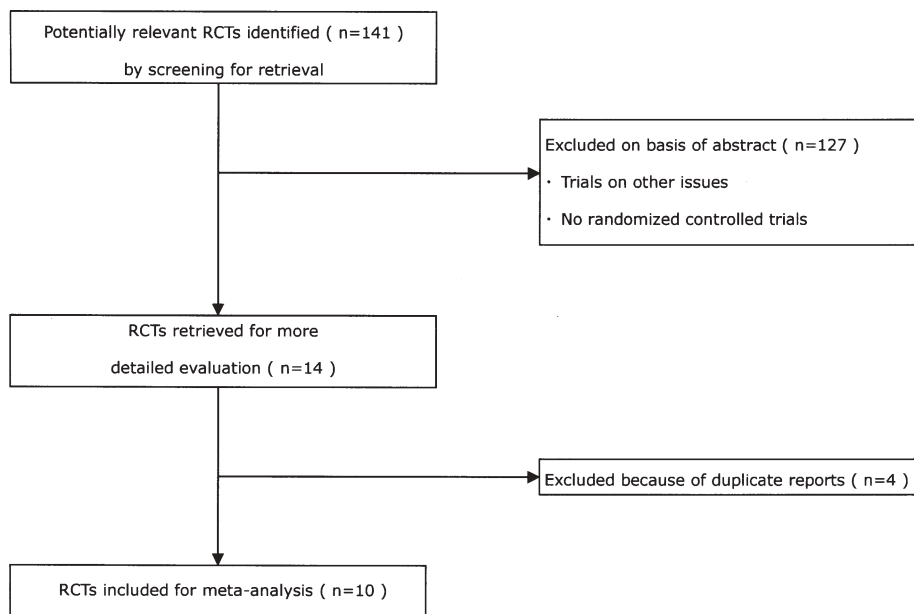 Potentially relevant RCTs identified ( n=141 )
by screening for retrieval
Excluded on basis of abstract ( n=127 )
・ Trials on other issues
・ No randomized controlled trials
RCTs retrieved for more
detailed evaluation ( n=14 )
Excluded because of duplicate reports ( n=4 )
RCTs included for meta-analysis ( n=10 )